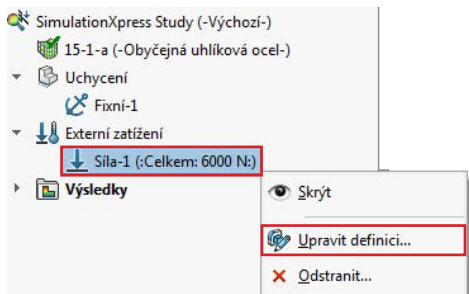 SimulationXpress Study (-Výchozí-)
15-1-a (-Obyčejná uhlíková ocel-)
Uchycení
Fixní-1
Externí zatížení
Síla-1 (:Celkem: 6000 N:)
Výsledky
Skrýt
Upravit definici...
Odstranit...